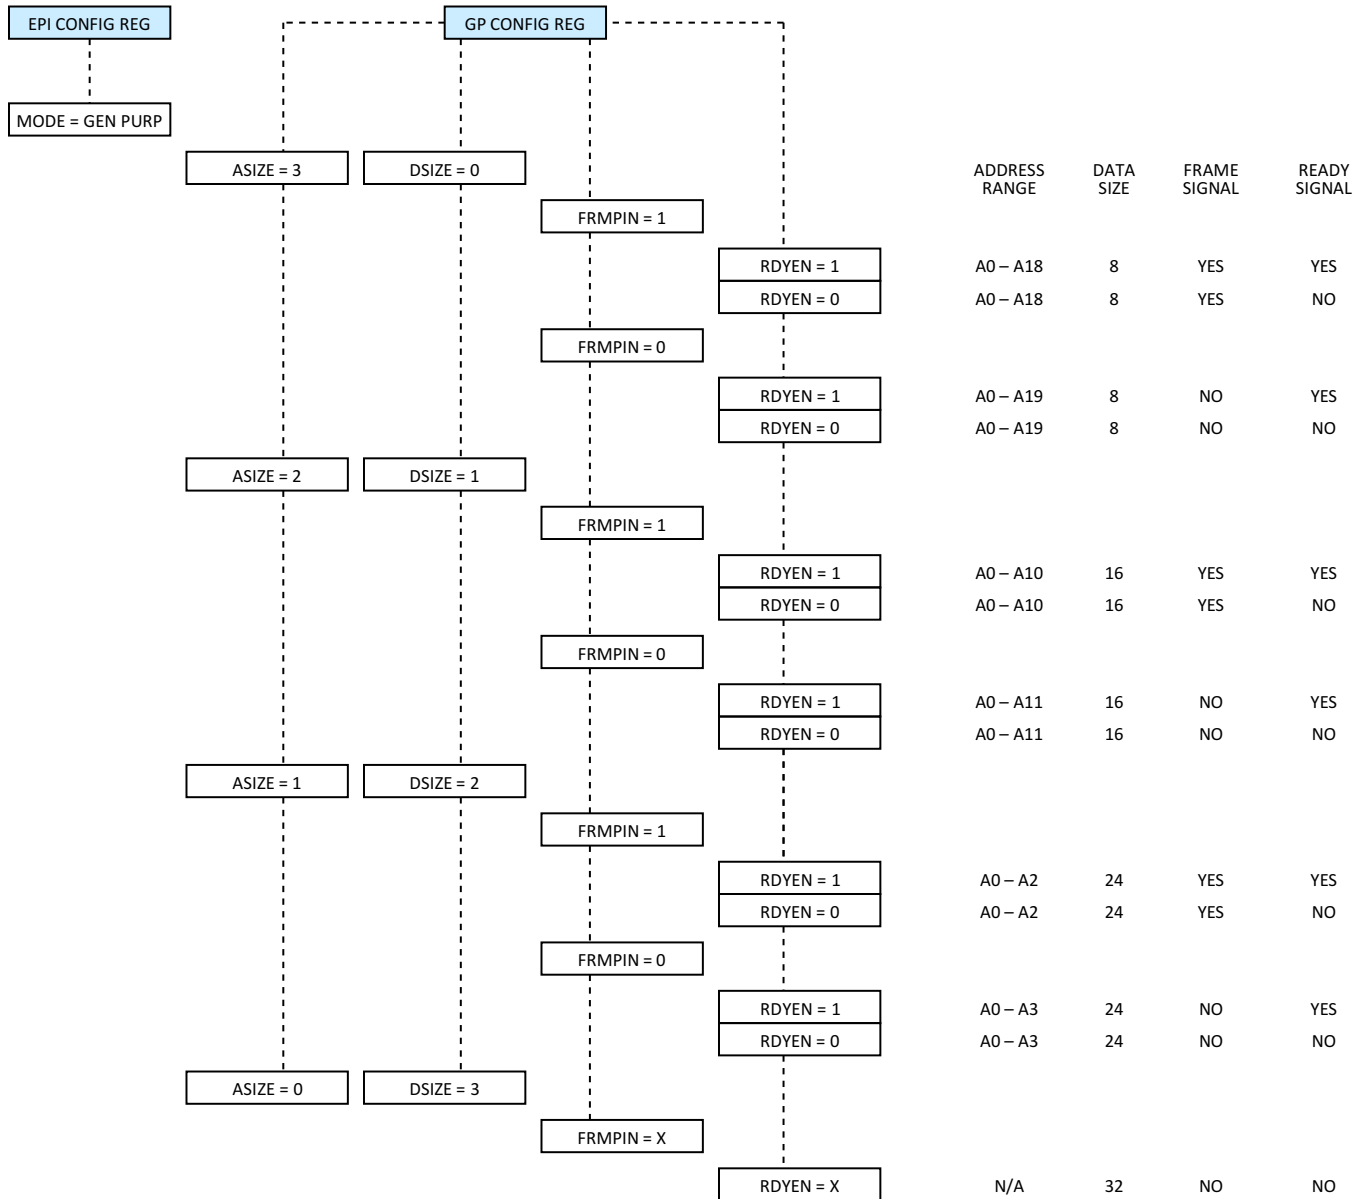 EPI CONFIG REG GP CONFIG REG
MODE = GEN PURP
ASIZE = 3 DSIZE = 0 ADDRESS RANGE DATA SIZE FRAME SIGNAL READY SIGNAL
FRMPIN = 1
RDYEN = 1 A0 – A18 8 YES YES
RDYEN = 0 A0 – A18 8 YES NO
FRMPIN = 0
RDYEN = 1 A0 – A19 8 NO YES
RDYEN = 0 A0 – A19 8 NO NO
ASIZE = 2 DSIZE = 1
FRMPIN = 1
RDYEN = 1 A0 – A10 16 YES YES
RDYEN = 0 A0 – A10 16 YES NO
FRMPIN = 0
RDYEN = 1 A0 – A11 16 NO YES
RDYEN = 0 A0 – A11 16 NO NO
ASIZE = 1 DSIZE = 2
FRMPIN = 1
RDYEN = 1 A0 – A2 24 YES YES
RDYEN = 0 A0 – A2 24 YES NO
FRMPIN = 0
RDYEN = 1 A0 – A3 24 NO YES
RDYEN = 0 A0 – A3 24 NO NO
ASIZE = 0 DSIZE = 3
FRMPIN = X
RDYEN = X N/A 32 NO NO